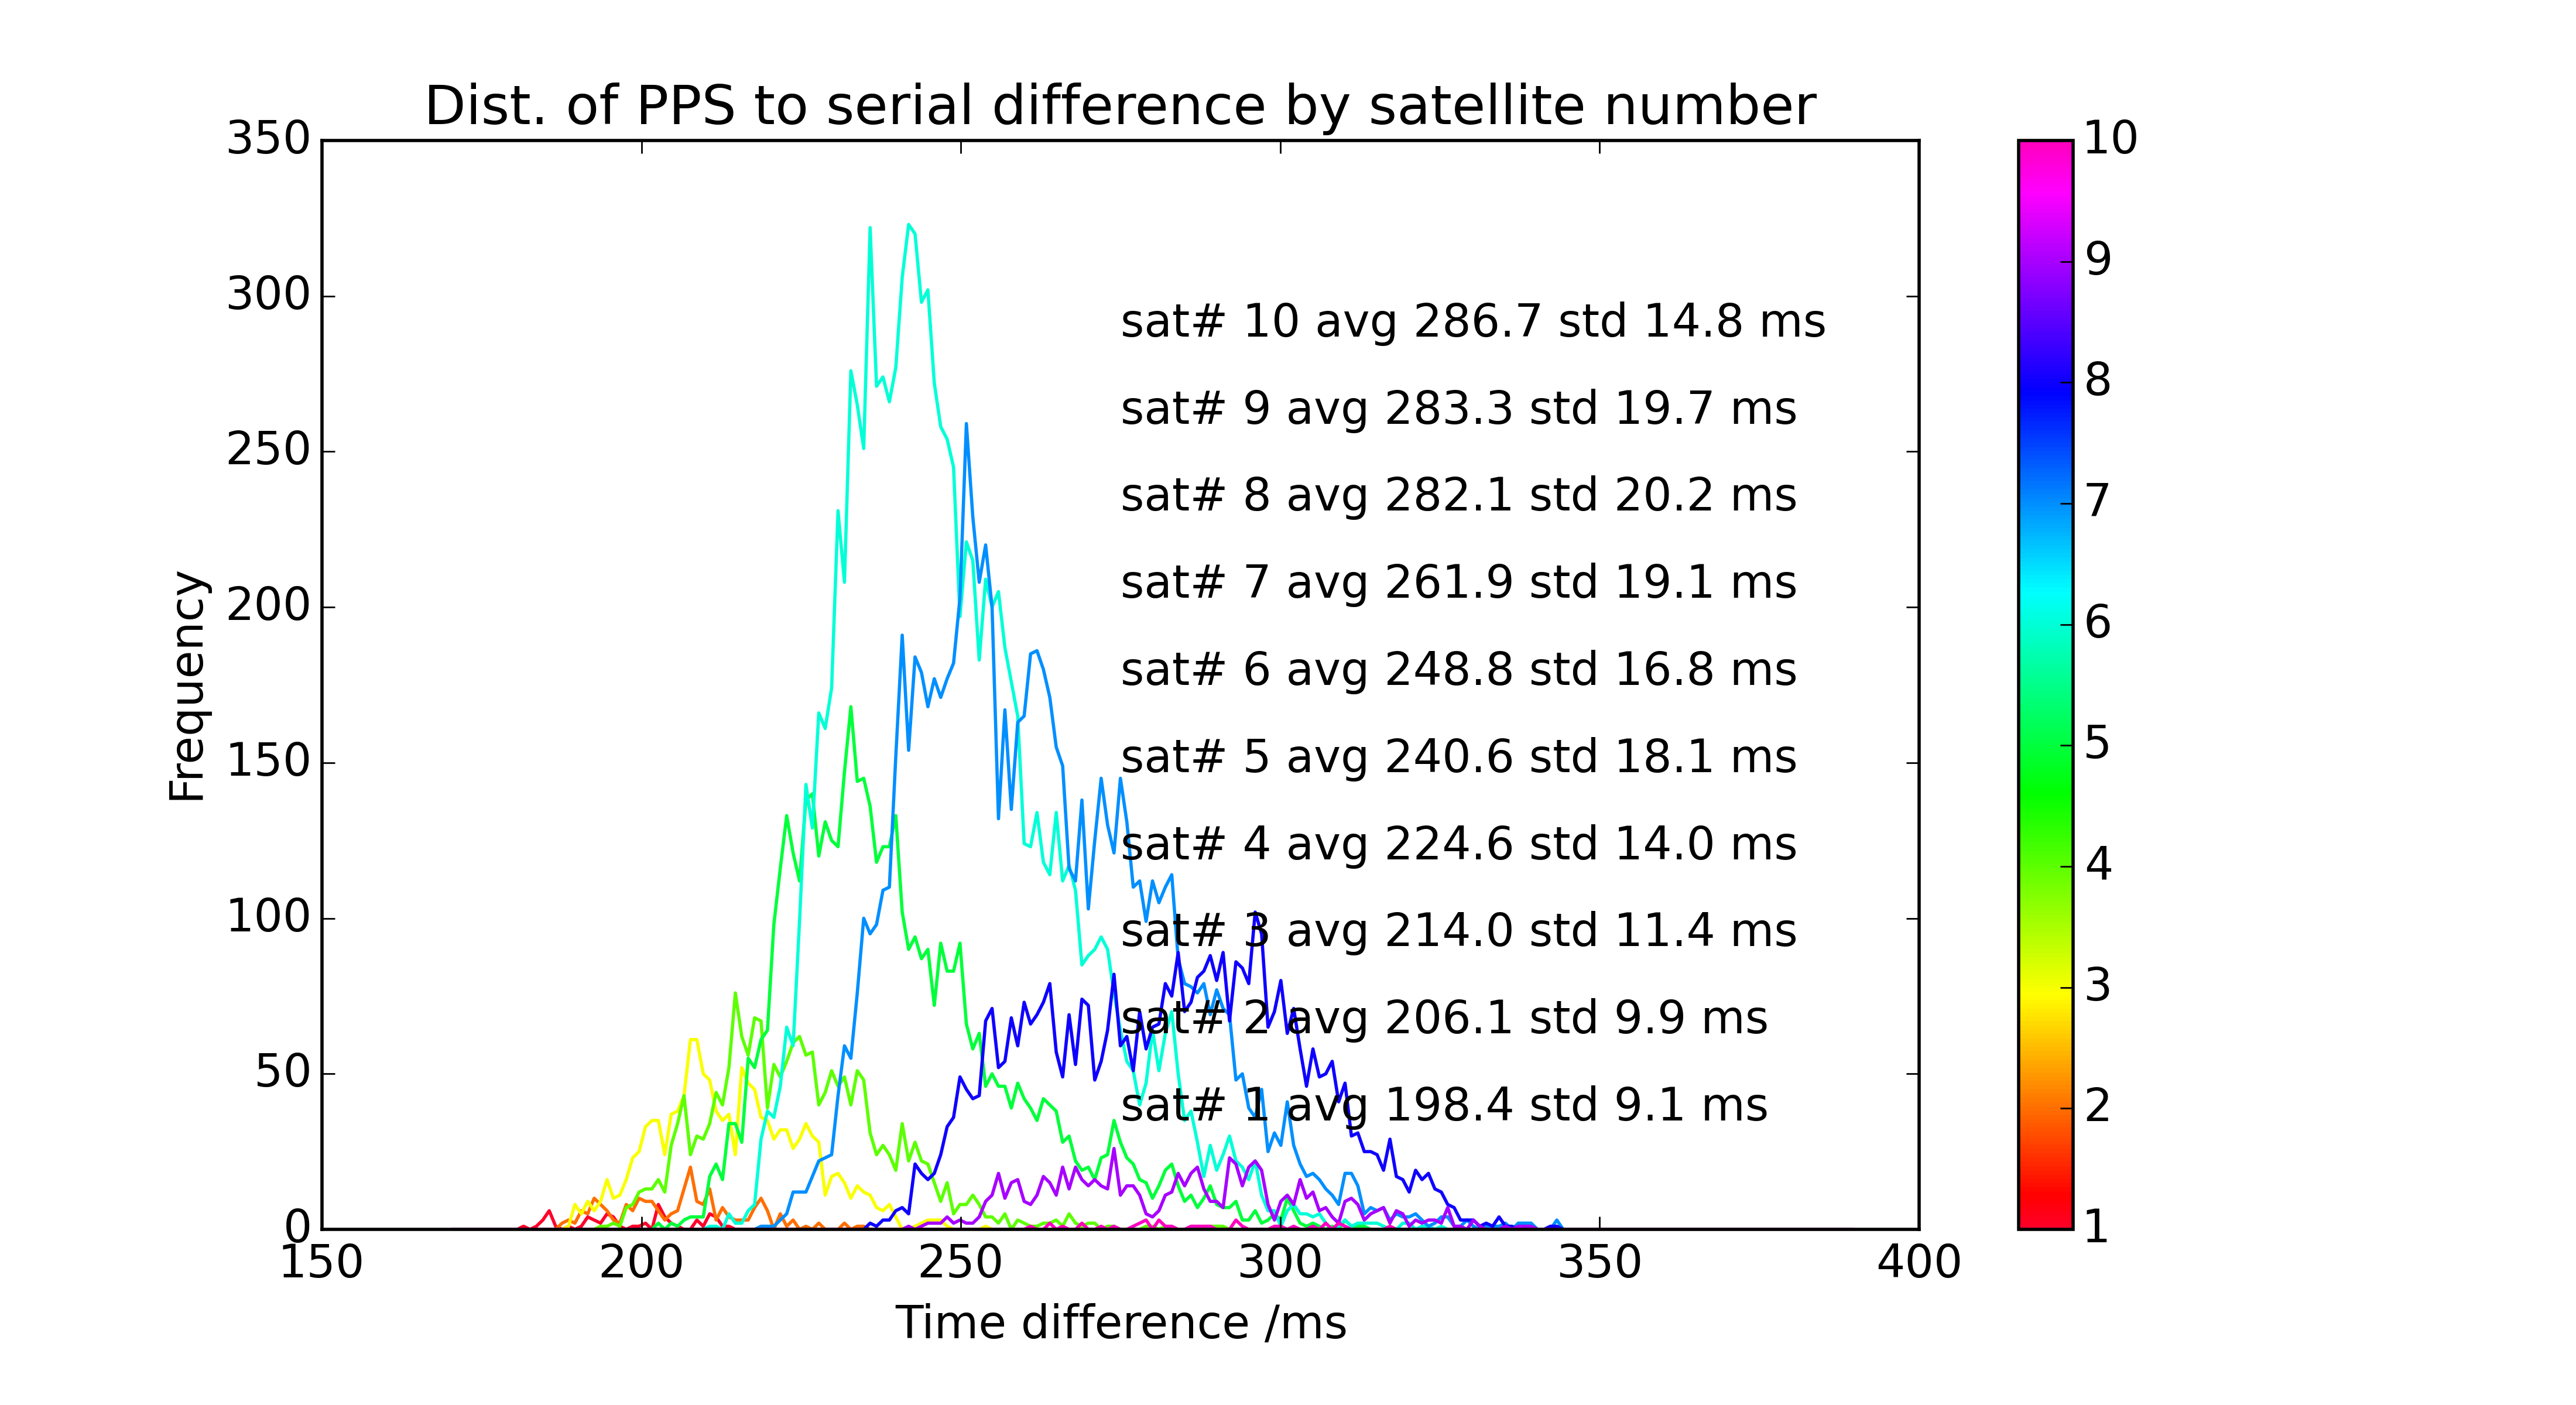 Dist. of PPS to serial difference by satellite number
350
300
250
200
150
100
50
0
Frequency
sat# 10 avg 286.7 std 14.8 ms
sat# 9 avg 283.3 std 19.7 ms
sat# 8 avg 282.1 std 20.2 ms
sat# 7 avg 261.9 std 19.1 ms
sat# 6 avg 248.8 std 16.8 ms
sat# 5 avg 240.6 std 18.1 ms
sat# 4 avg 224.6 std 14.0 ms
sat# 3 avg 214.0 std 11.4 ms
sat# 2 avg 206.1 std 9.9 ms
sat# 1 avg 198.4 std 9.1 ms
150 200 250 300 350 400
Time difference /ms
10
9
8
7
6
5
4
3
2
1